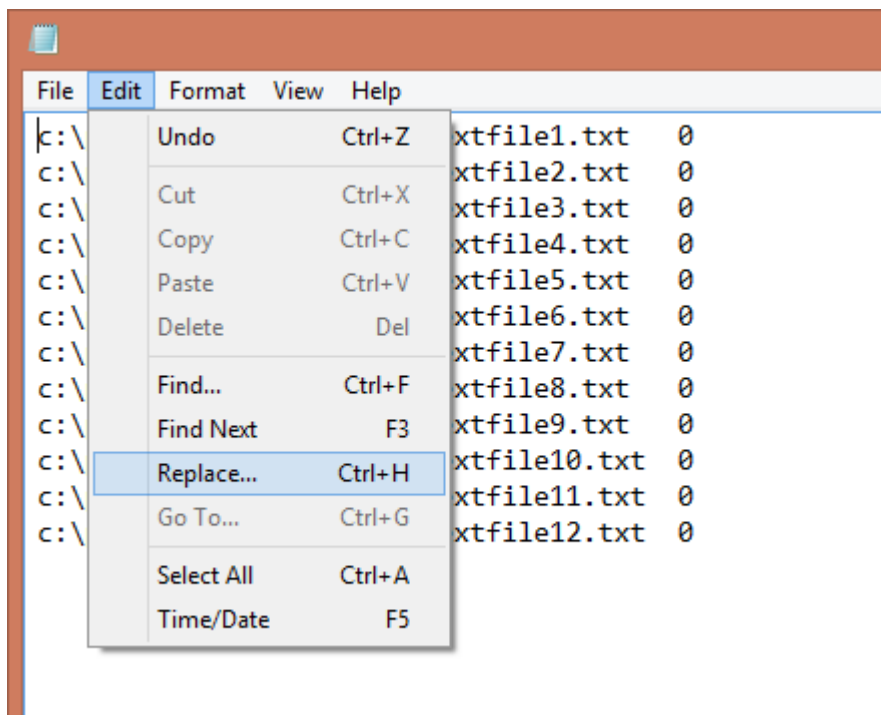 File Edit Format View Help
Undo Ctrl+Z
Cut Ctrl+X
Copy Ctrl+C
Paste Ctrl+V
Delete Del
Find... Ctrl+F
Find Next F3
Replace... Ctrl+H
Go To... Ctrl+G
Select All Ctrl+A
Time/Date F5
c:\ xtfile1.txt 0
c:\ xtfile2.txt 0
c:\ xtfile3.txt 0
c:\ xtfile4.txt 0
c:\ xtfile5.txt 0
c:\ xtfile6.txt 0
c:\ xtfile7.txt 0
c:\ xtfile8.txt 0
c:\ xtfile9.txt 0
c:\ xtfile10.txt 0
c:\ xtfile11.txt 0
c:\ xtfile12.txt 0